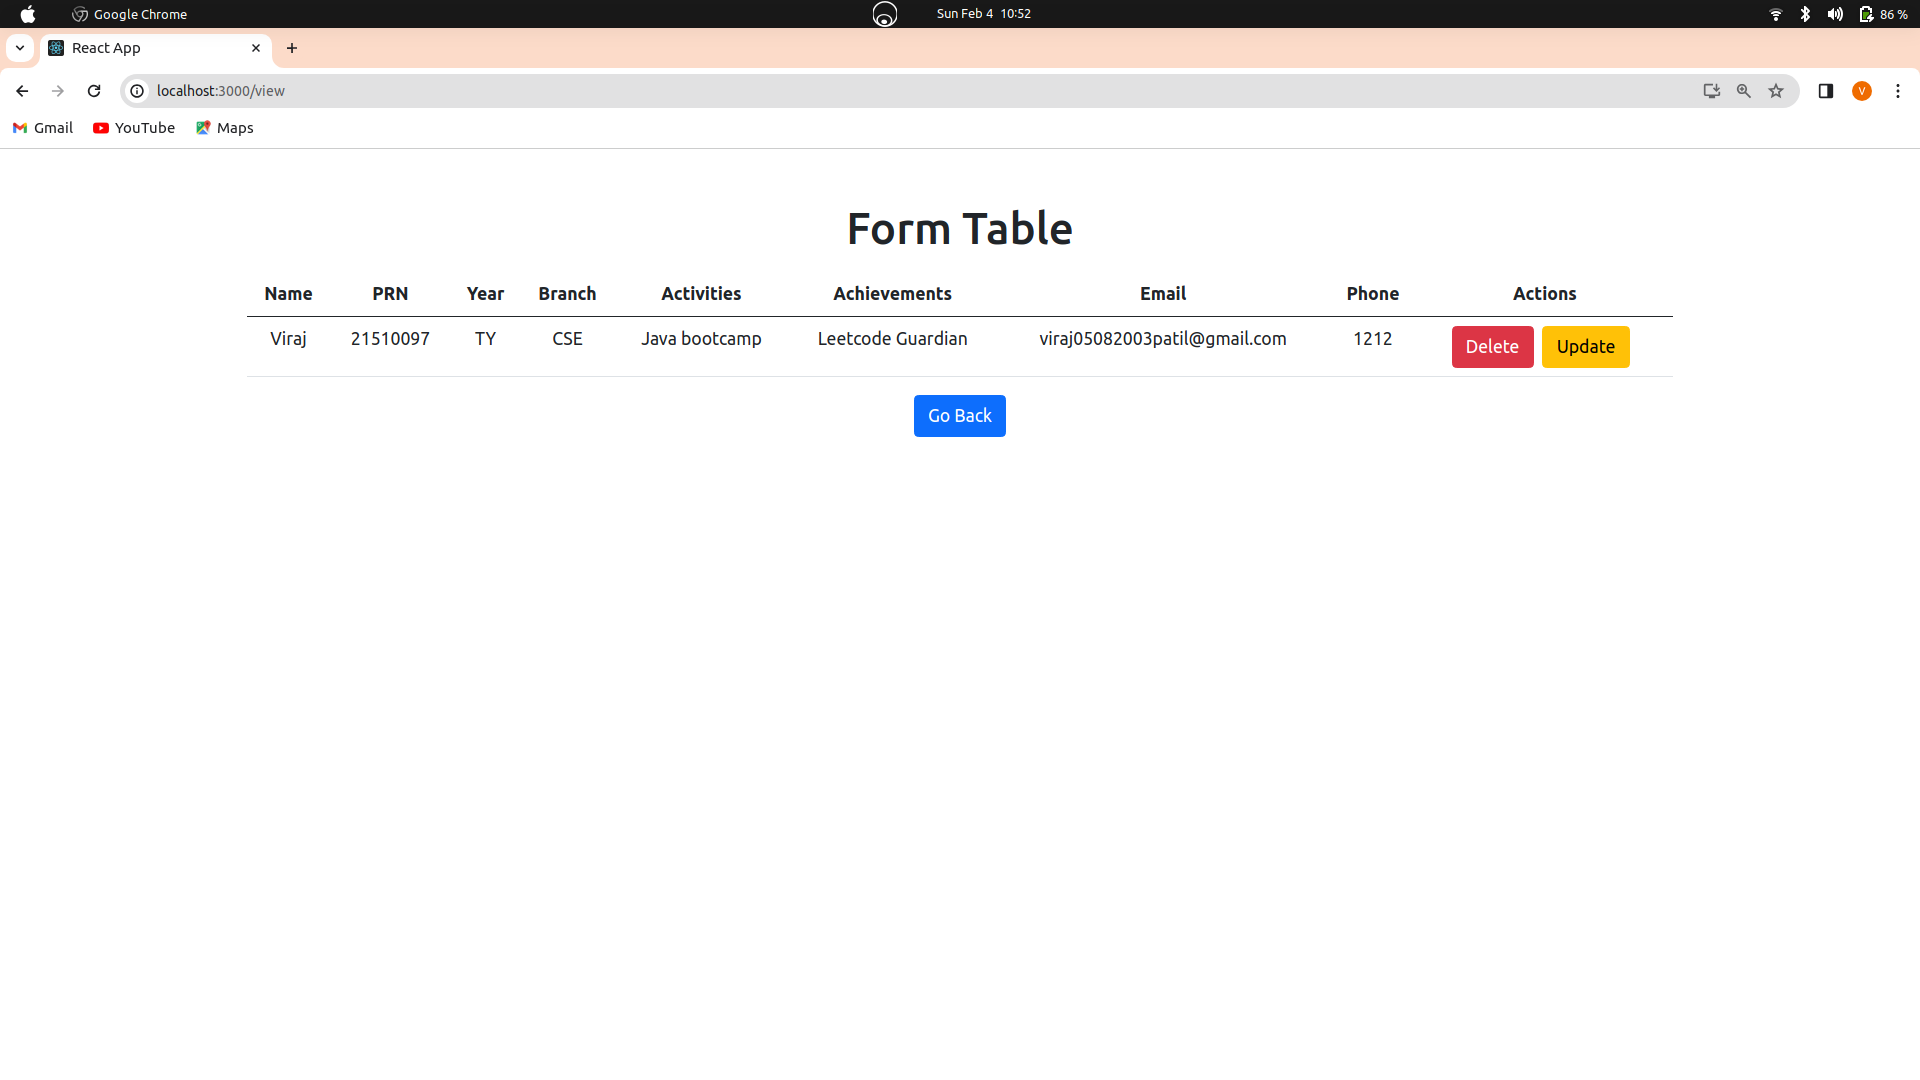 Google Chrome Sun Feb 4 10:52 86 %
React App
localhost:3000/view V
Gmail YouTube Maps
Form Table
Name PRN Year Branch Activities Achievements Email Phone Actions
Viraj 21510097 TY CSE Java bootcamp Leetcode Guardian viraj05082003patil@gmail.com 1212 Delete Update
Go Back